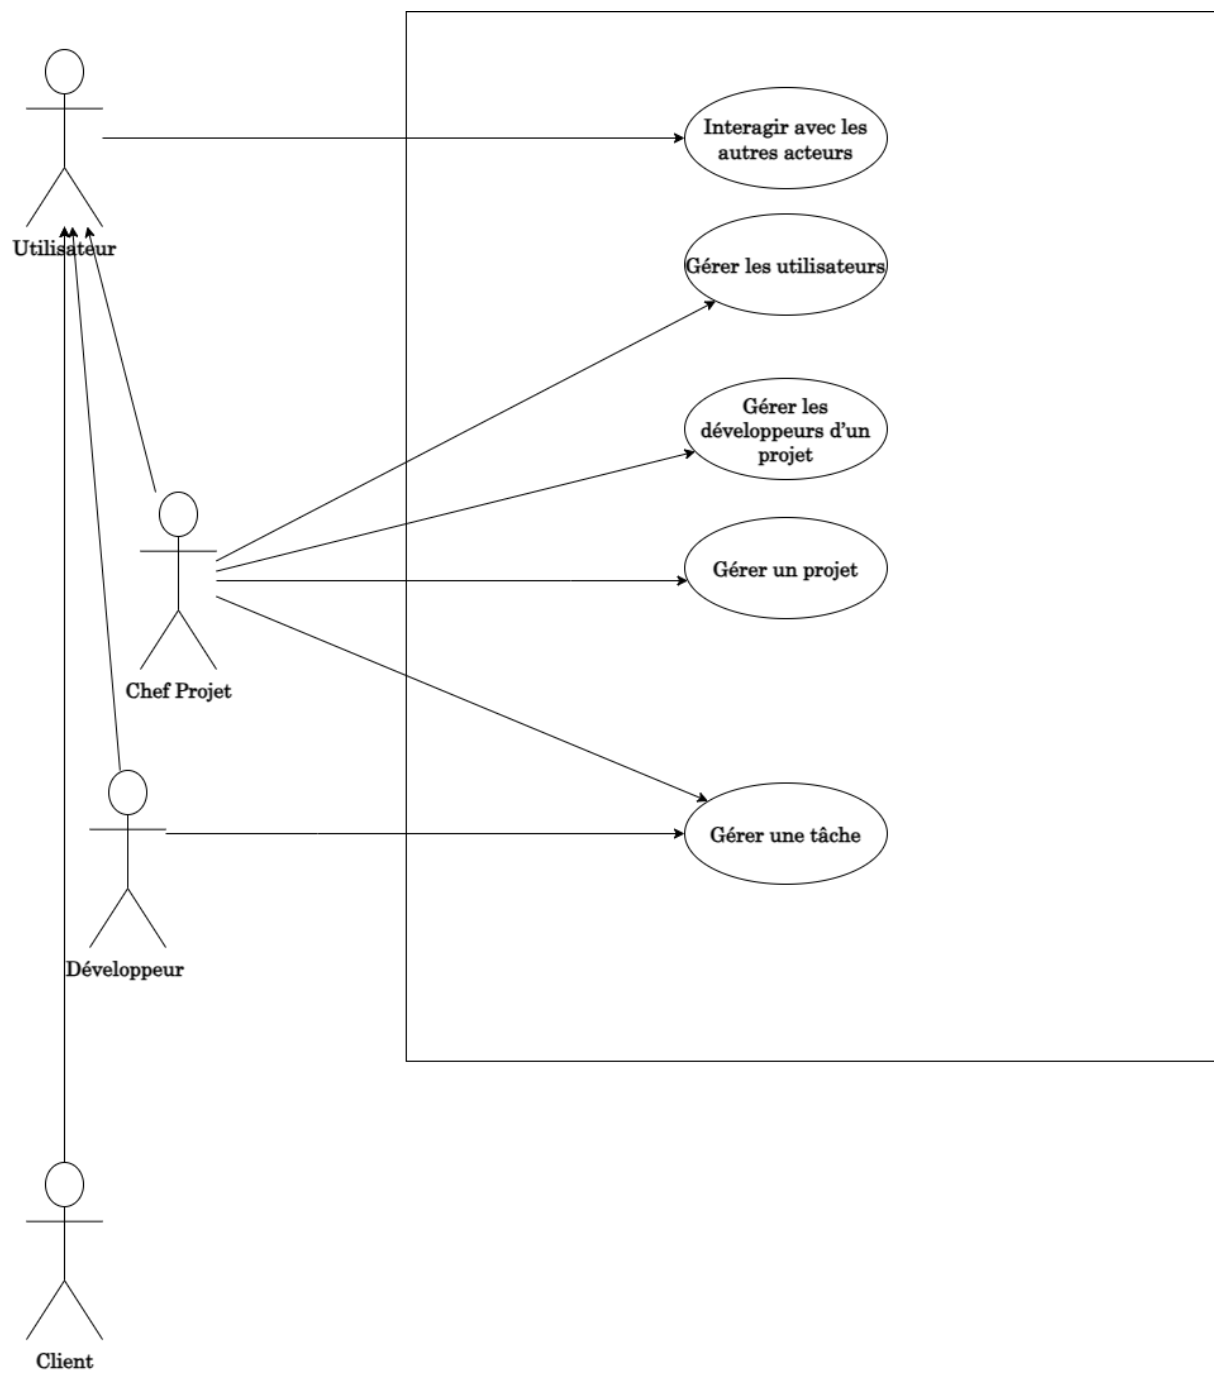 Interagir avec les
autres acteurs
Utilisateur
Gérer les utilisateurs
Gérer les
développeurs d’un
projet
Gérer un projet
Chef Projet
Gérer une tâche
Développeur
Client